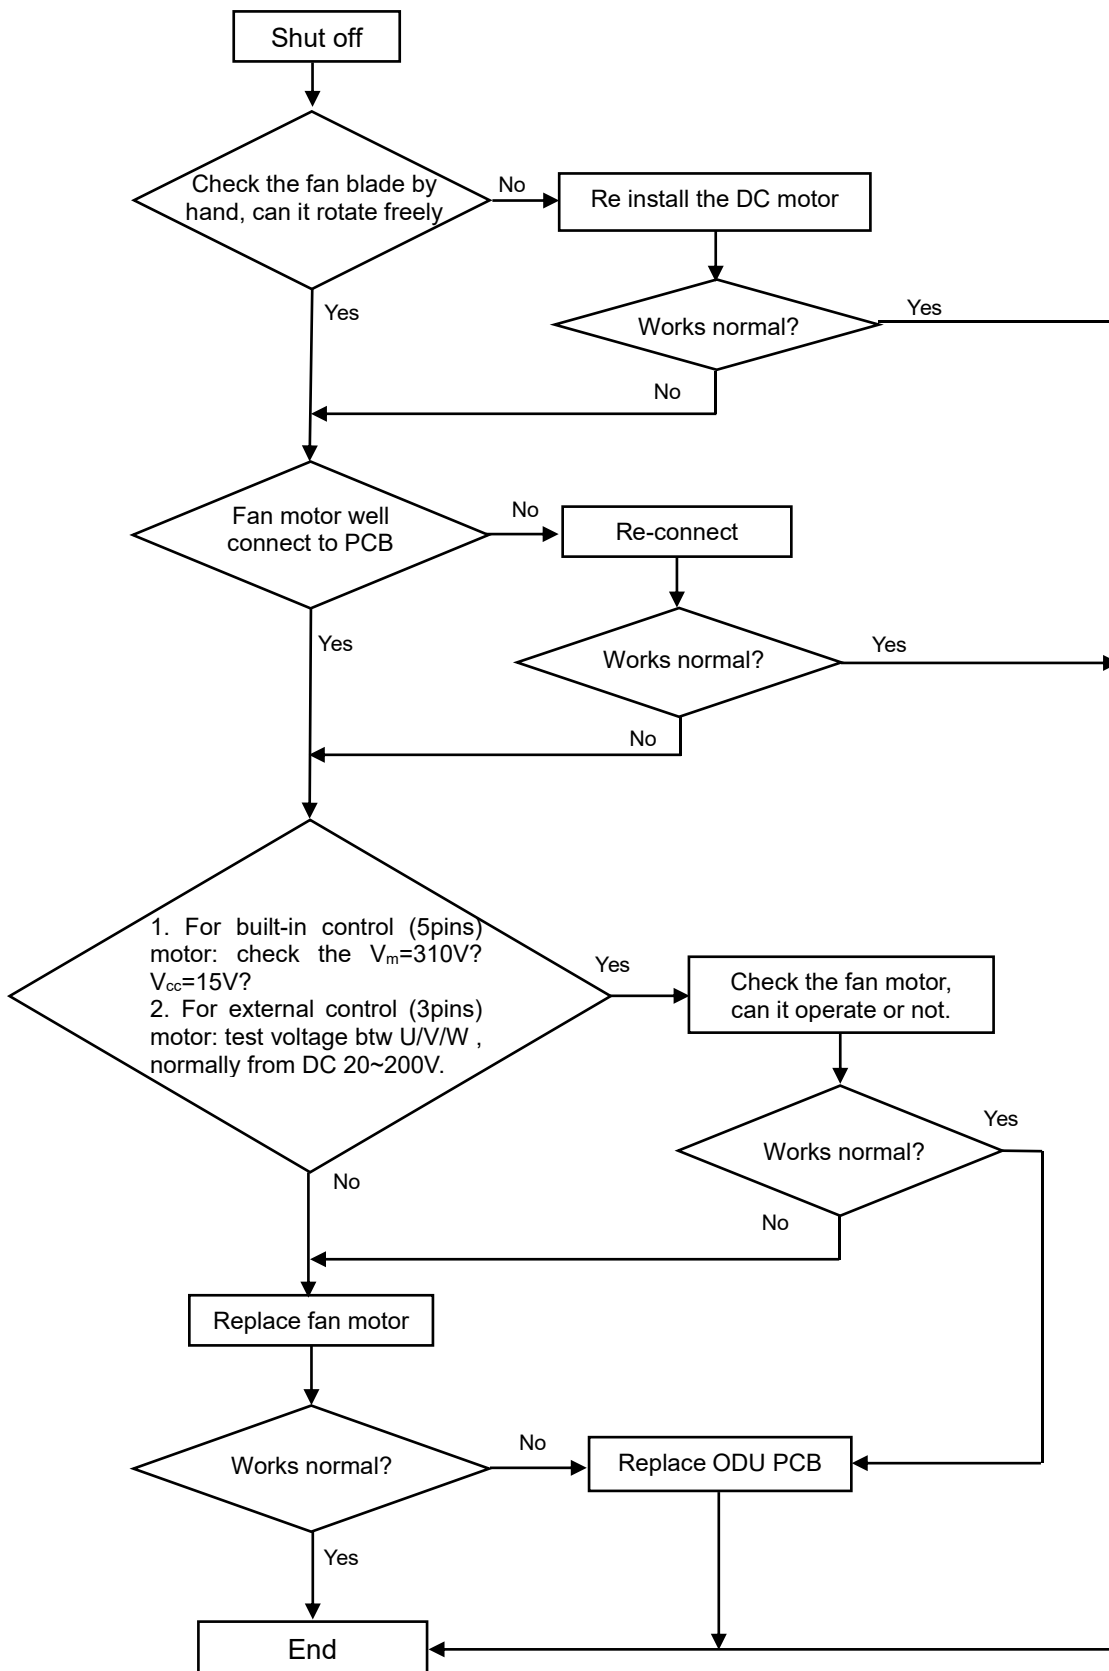 Shut off
Check the fan blade by
hand, can it rotate freely
No
Re install the DC motor
Yes
Works normal?
Yes
No
Fan motor well
connect to PCB
No
Re-connect
Yes
Works normal?
Yes
No
1. For built-in control (5pins)
motor: check the Vm=310V?
Vcc=15V?
2. For external control (3pins)
motor: test voltage btw U/V/W ,
normally from DC 20~200V.
Yes
Check the fan motor,
can it operate or not.
Works normal?
Yes
No
No
Replace fan motor
Works normal?
No
Replace ODU PCB
Yes
End